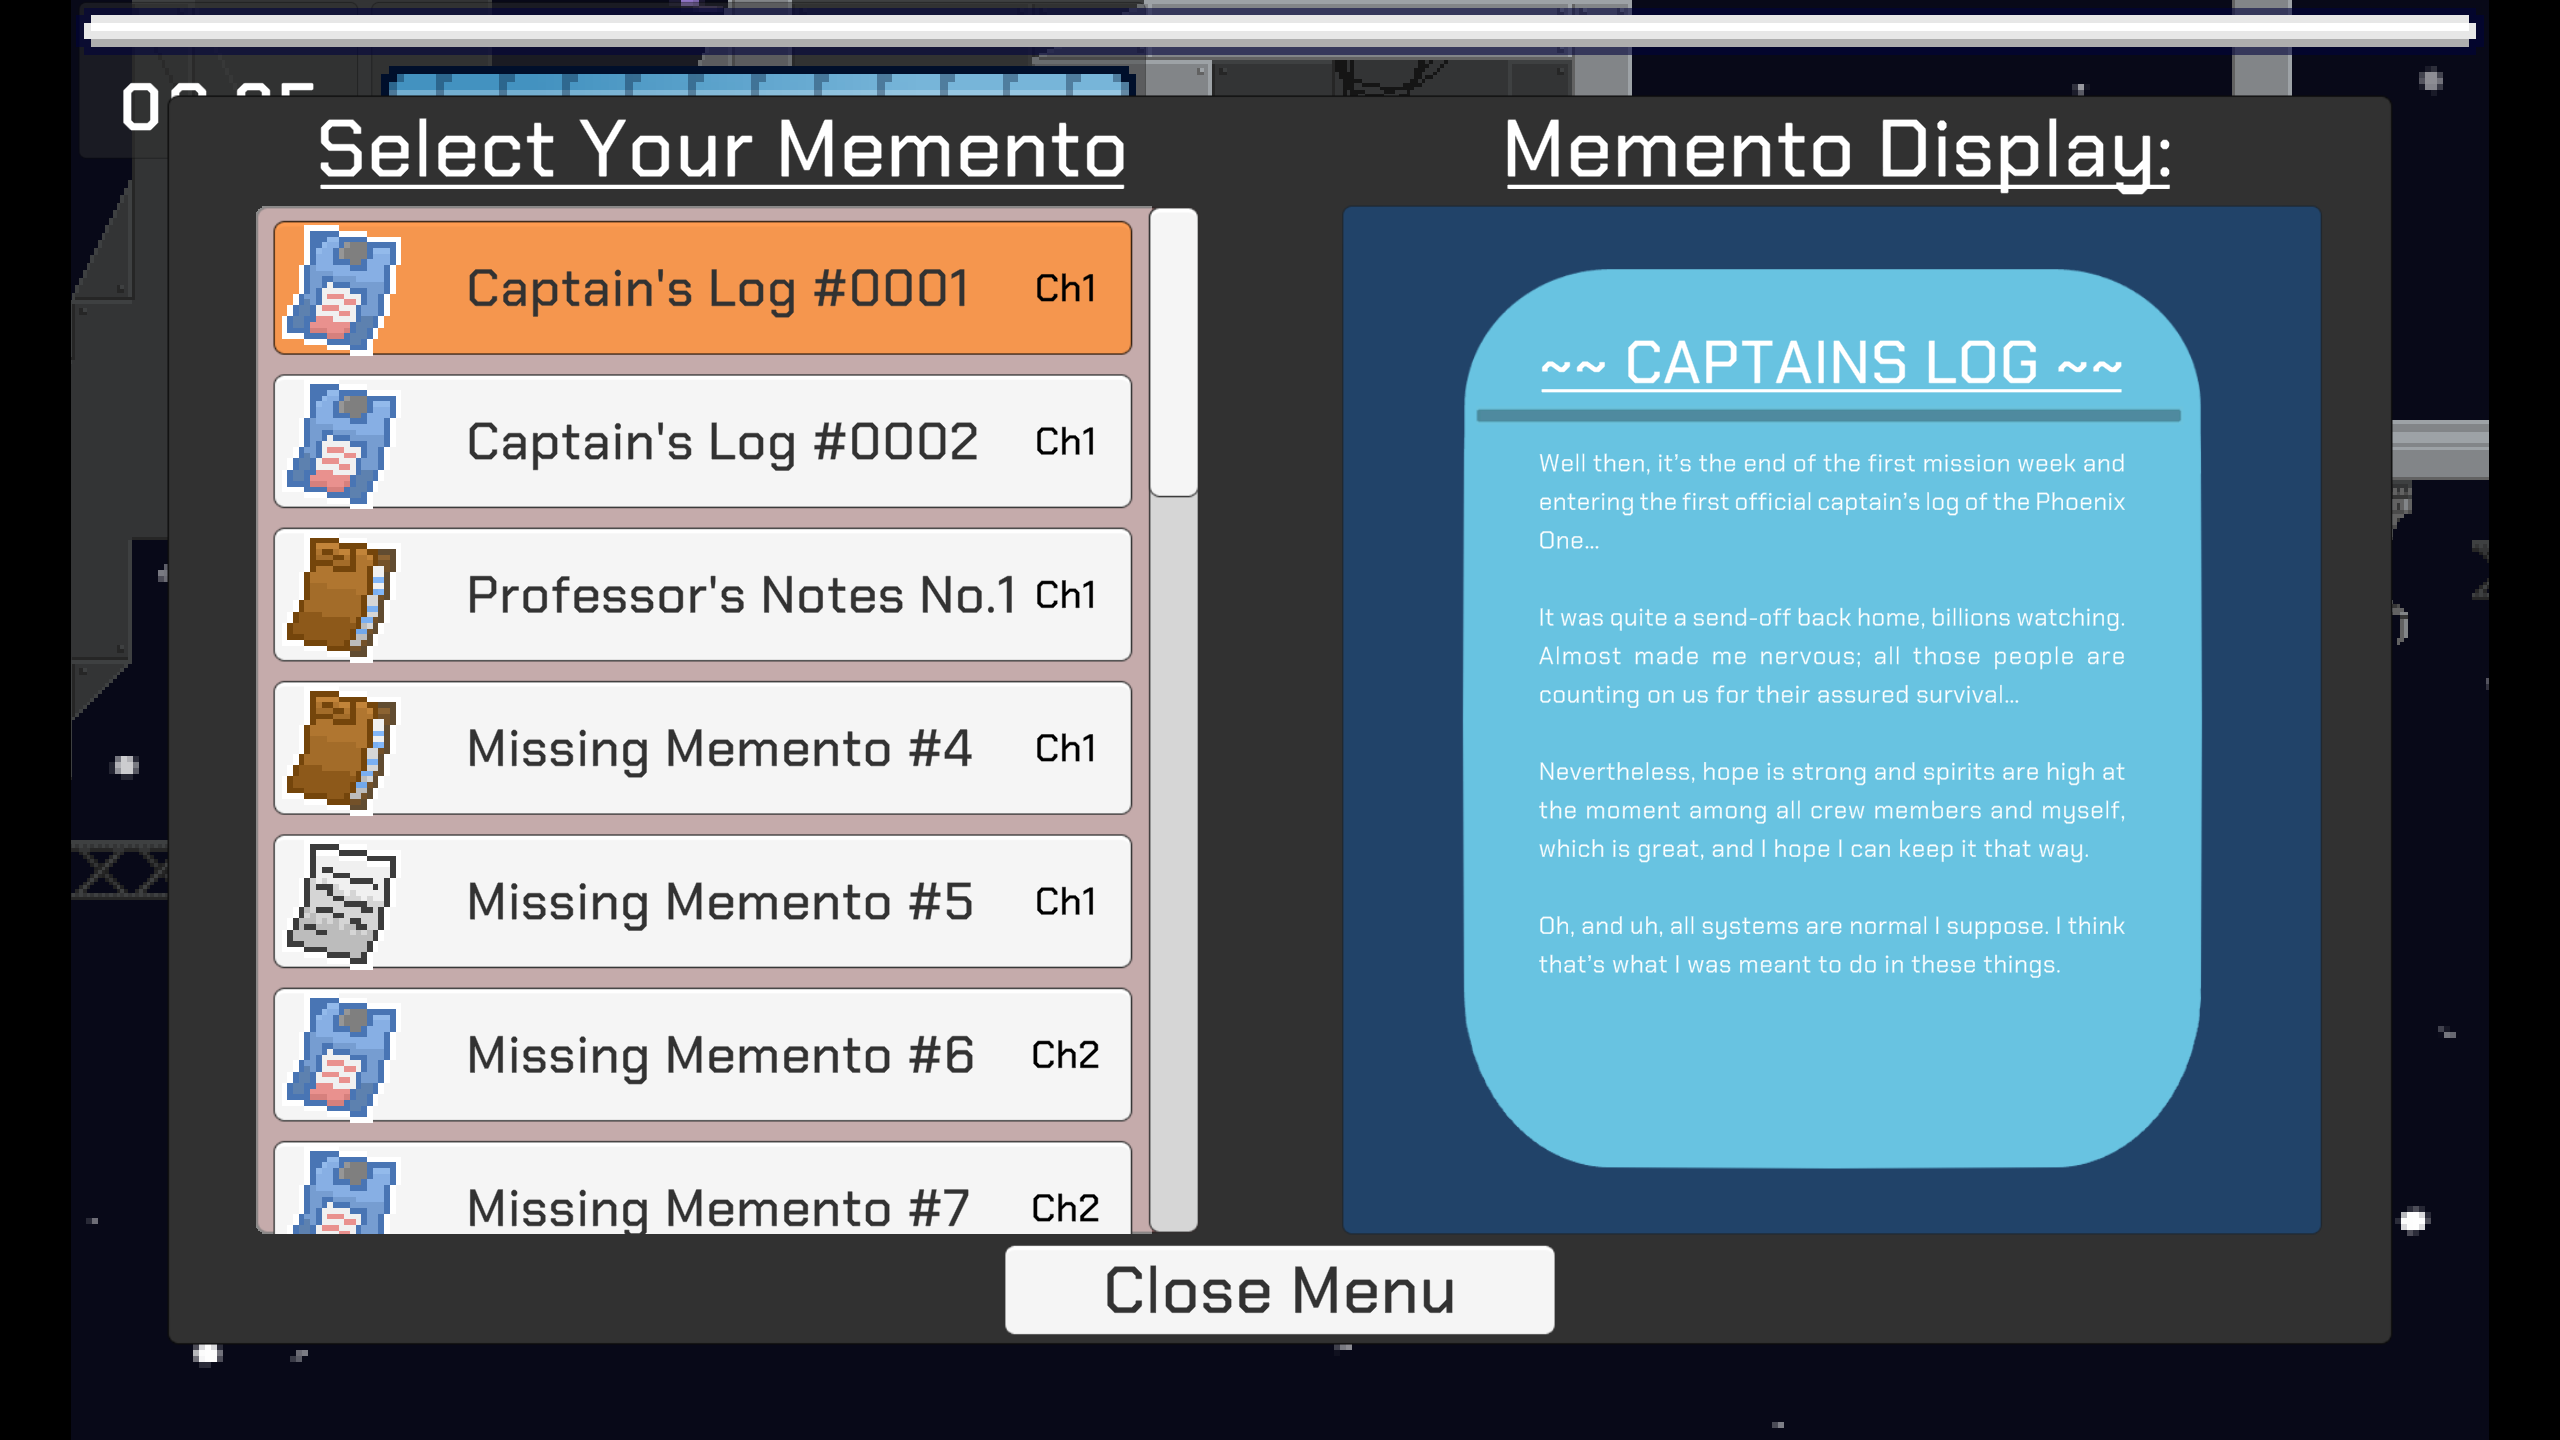 Select Your Memento
Captain's Log #0001 Ch1
Captain's Log #0002 Ch1
Professor's Notes No.1 Ch1
Missing Memento #4 Ch1
Missing Memento #5 Ch1
Missing Memento #6 Ch2
Missing Memento #7 Ch2
Memento Display:
~~ CAPTAINS LOG ~~
Well then, it's the end of the first mission week and
entering the first official captain's log of the Phoenix
One...
It was quite a send-off back home, billions watching.
Almost made me nervous; all those people are
counting on us for their assured survival...
Nevertheless, hope is strong and spirits are high at
the moment among all crew members and myself,
which is great, and I hope I can keep it that way.
Oh, and uh, all systems are normal I suppose. I think
that's what I was meant to do in these things.
Close Menu